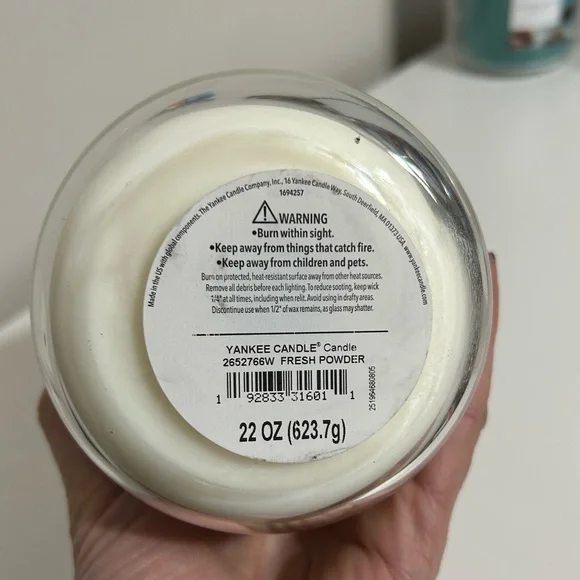 Made in the US with global components. The Yankee Candle Company, Inc., 16 Yankee Candle Way, South Deerfield, MA 01373 USA. www.yankeecandle.com
1694257
WARNING
•Burn within sight.
•Keep away from things that catch fire.
•Keep away from children and pets.
Burn on protected, heat-resistant surface away from other heat sources.
Remove all debris before each lighting. To reduce sooting, keep wick
1/4" at all times, including when relit. Avoid using in drafty areas.
Discontinue use when 1/2" of wax remains, as glass may shatter.
YANKEE CANDLE® Candle
2652766W FRESH POWDER
1 92833 31601 1
251964680805
22 OZ (623.7g)